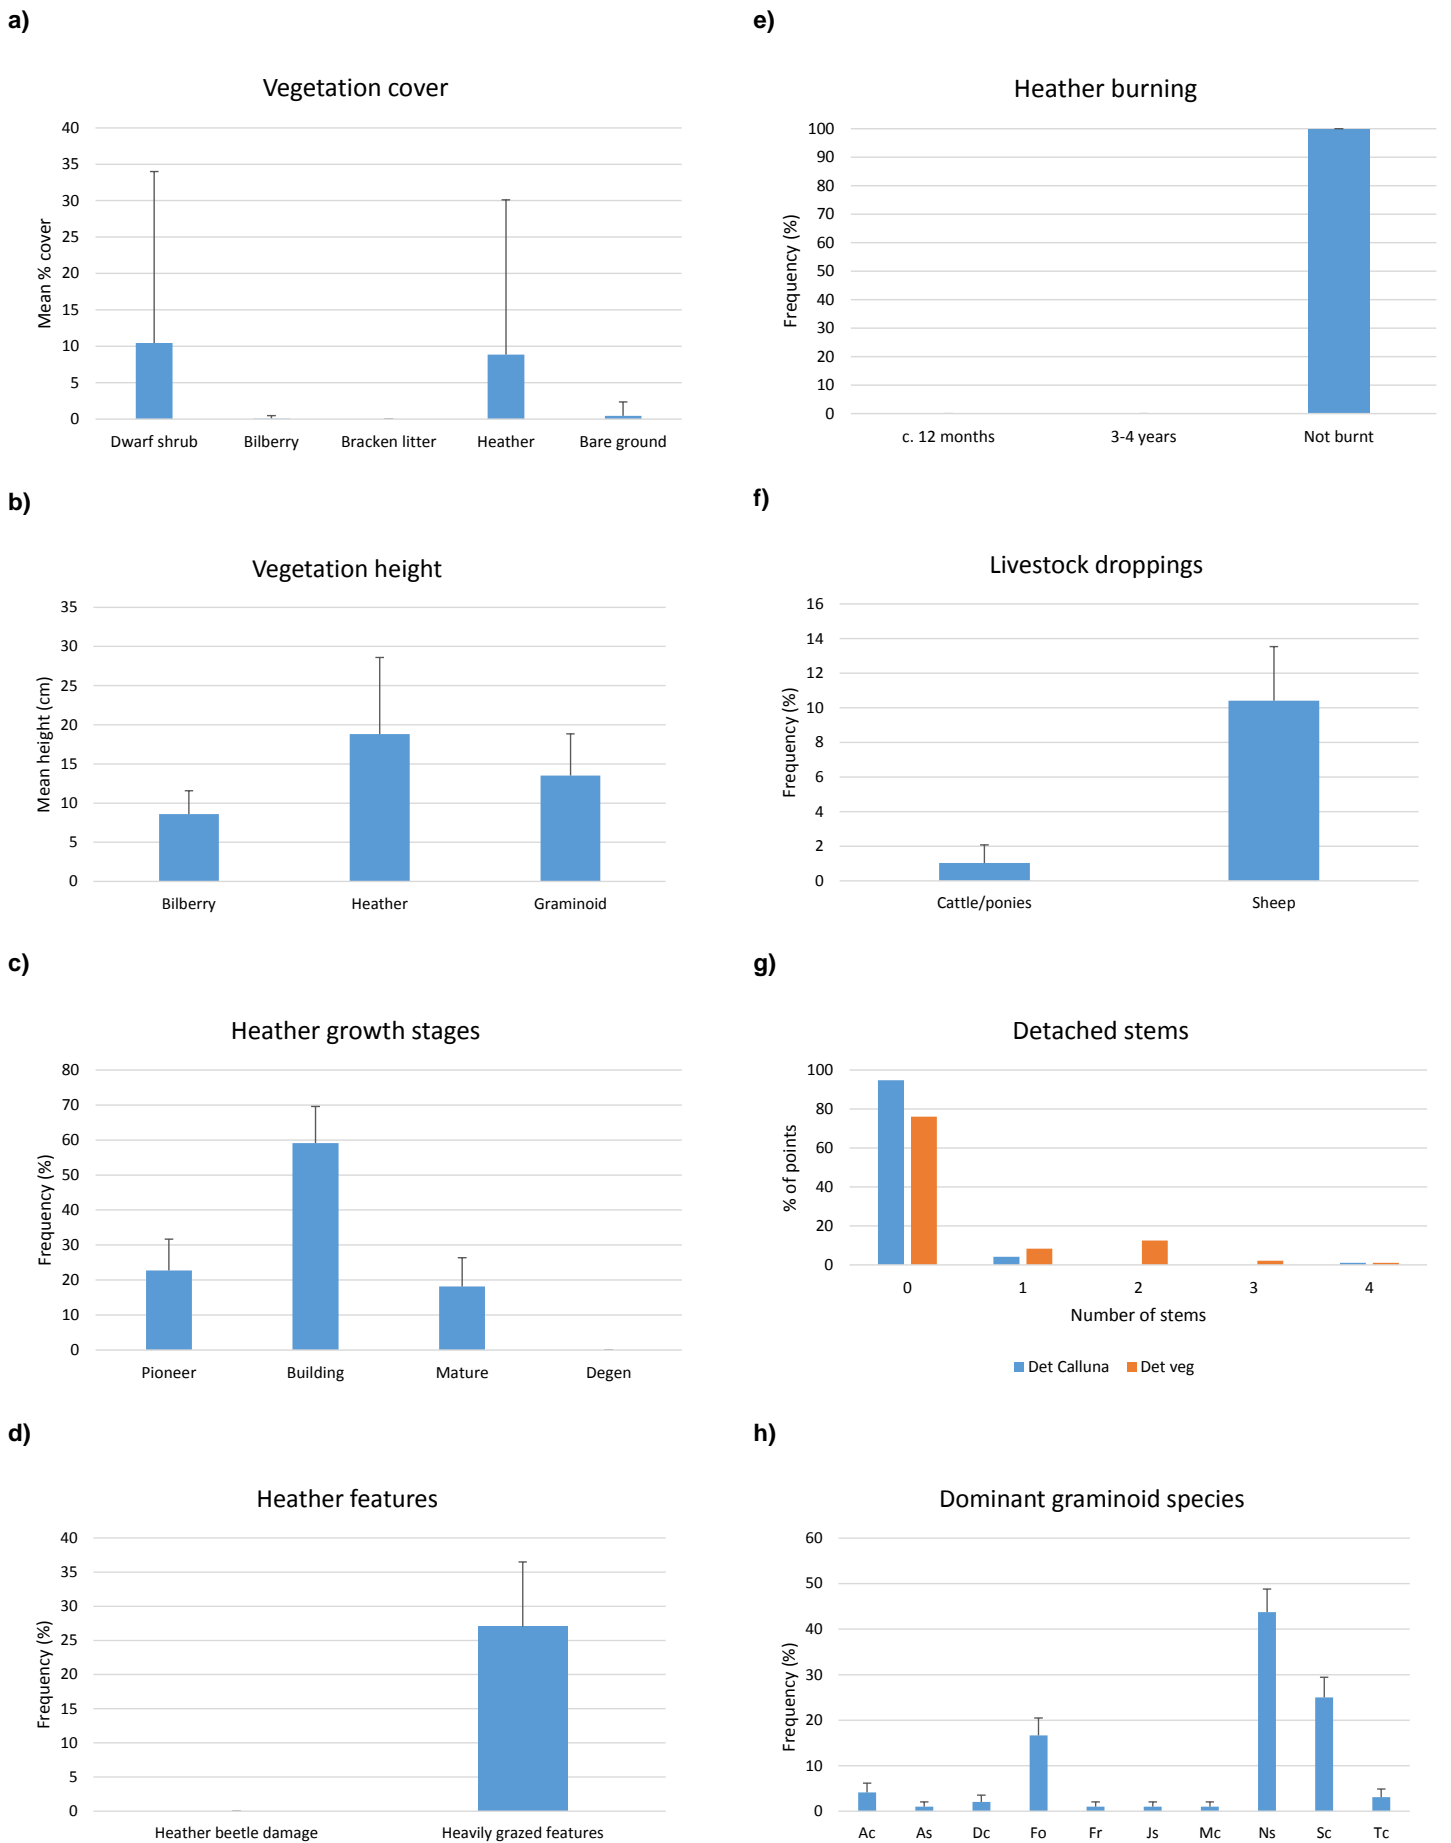 a)
Vegetation cover
40
35
30
25
20
15
10
5
0
Mean % cover
Dwarf shrub Bilberry Bracken litter Heather Bare ground
b)
Vegetation height
35
30
25
20
15
10
5
0
Mean height (cm)
Bilberry Heather Graminoid
c)
Heather growth stages
80
70
60
50
40
30
20
10
0
Frequency (%)
Pioneer Building Mature Degen
d)
Heather features
40
35
30
25
20
15
10
5
0
Frequency (%)
Heather beetle damage Heavily grazed features
e)
Heather burning
100
90
80
70
60
50
40
30
20
10
0
Frequency (%)
c. 12 months 3-4 years Not burnt
f)
Livestock droppings
16
14
12
10
8
6
4
2
0
Frequency (%)
Cattle/ponies Sheep
g)
Detached stems
100
80
60
40
20
0
% of points
0 1 2 3 4
Number of stems
Det Calluna Det veg
h)
Dominant graminoid species
60
50
40
30
20
10
0
Frequency (%)
Ac As Dc Fo Fr Js Mc Ns Sc Tc